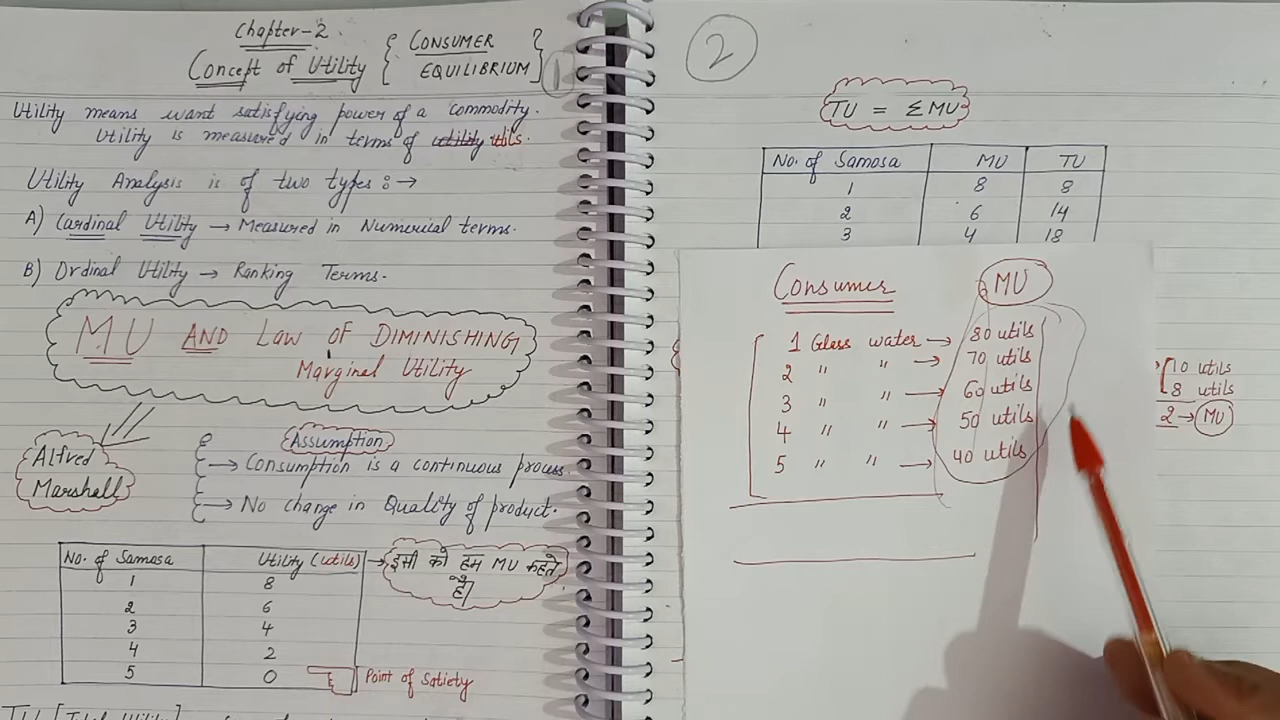 Chapter-2.
Concept of Utility { CONSUMER EQUILIBRIUM }
1
Utility means want satisfying power of a commodity.
Utility is measured in terms of utility utils.
Utility Analysis is of two types :→
A) Cardinal Utility → Measured in Numerical terms.
B) Ordinal Utility → Ranking Terms.
MU AND LAW OF DIMINISHING
Marginal Utility
Alfred
Marshall
Assumption
→ Consumption is a continuous process
→ No change in Quality of product.
No. of Samosa Utility (utils) → इसी को हम MU कहते
है।
1 8
2 6
3 4
4 2
5 0 Point of Satiety
2
TU = ΣMU
No. of Samosa MU TU
1 8 8
2 6 14
3 4 18
Consumer MU
1 Glass water → 80 utils
2 " " → 70 utils
3 " " → 60 utils
4 " " → 50 utils
5 " " → 40 utils
10 utils
8 utils
2 → MU